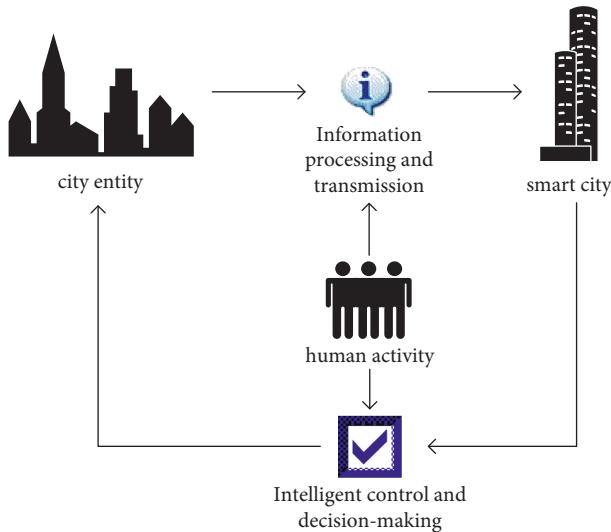 city entity
Information
processing and
transmission
smart city
human activity
Intelligent control and
decision-making